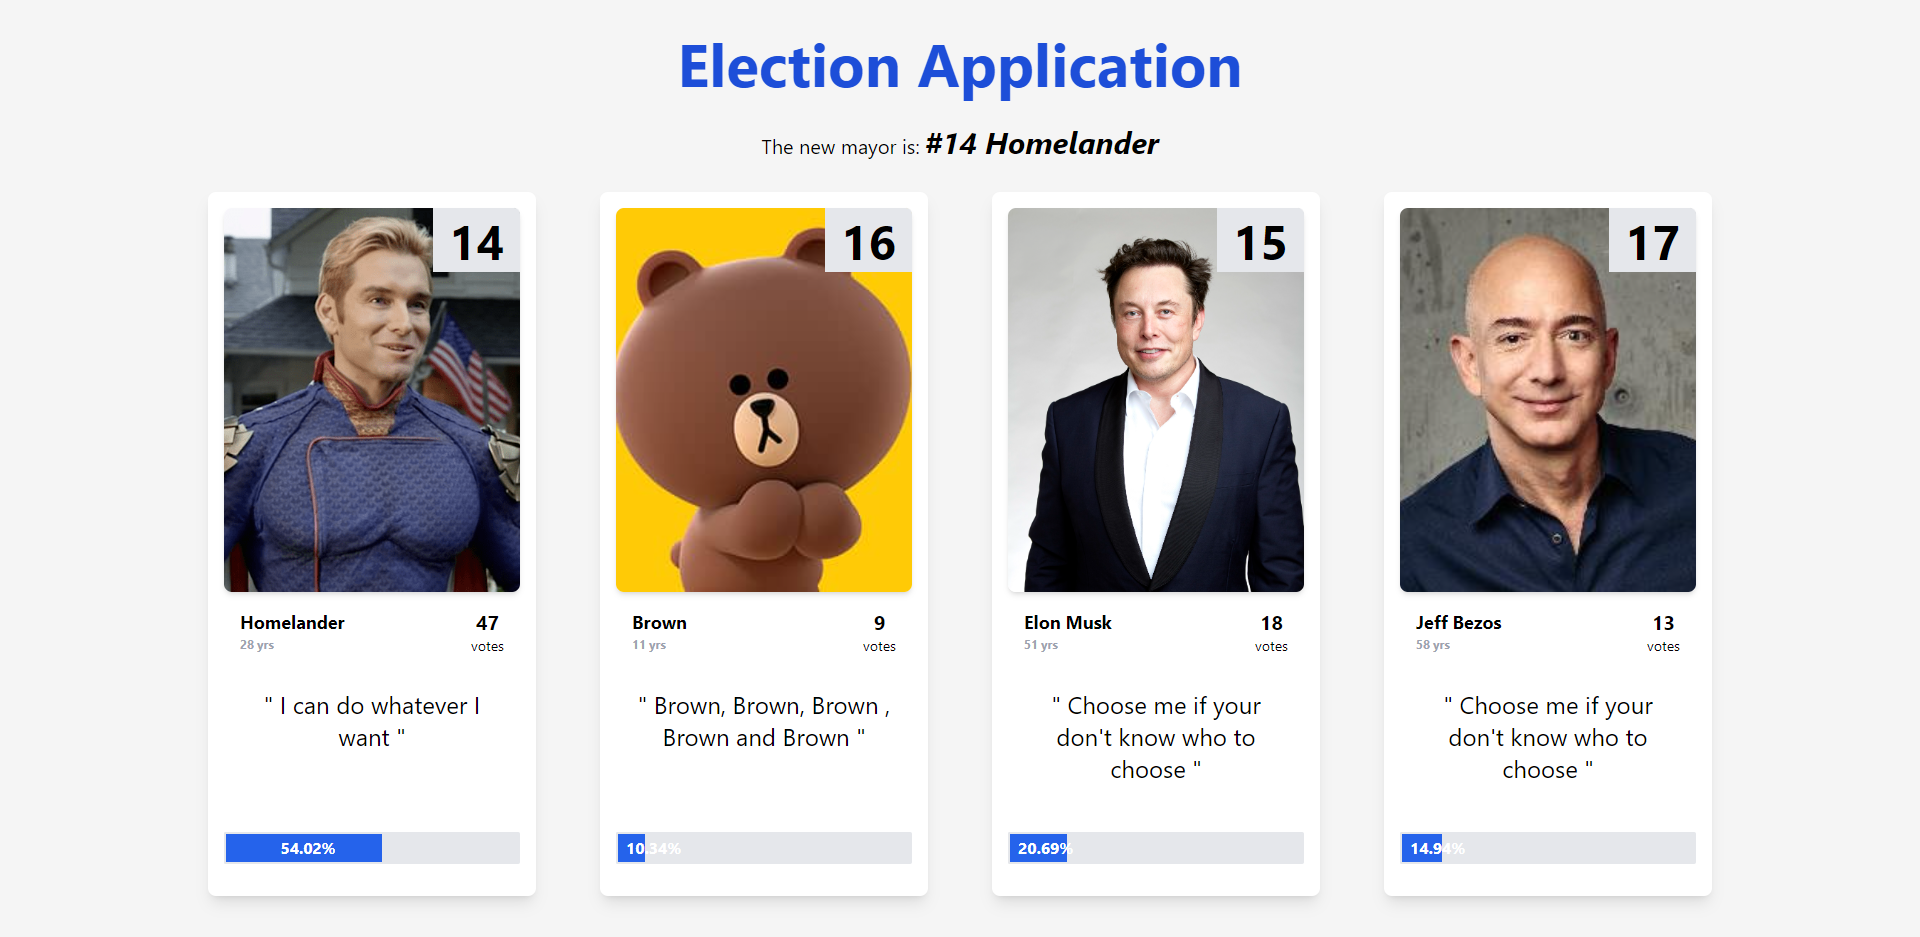 Election Application
The new mayor is: #14 Homelander
14
Homelander
28 yrs
47
votes
" I can do whatever I
want "
54.02%
16
Brown
11 yrs
9
votes
" Brown, Brown, Brown ,
Brown and Brown "
10.34%
15
Elon Musk
51 yrs
18
votes
" Choose me if your
don't know who to
choose "
20.69%
17
Jeff Bezos
58 yrs
13
votes
" Choose me if your
don't know who to
choose "
14.94%